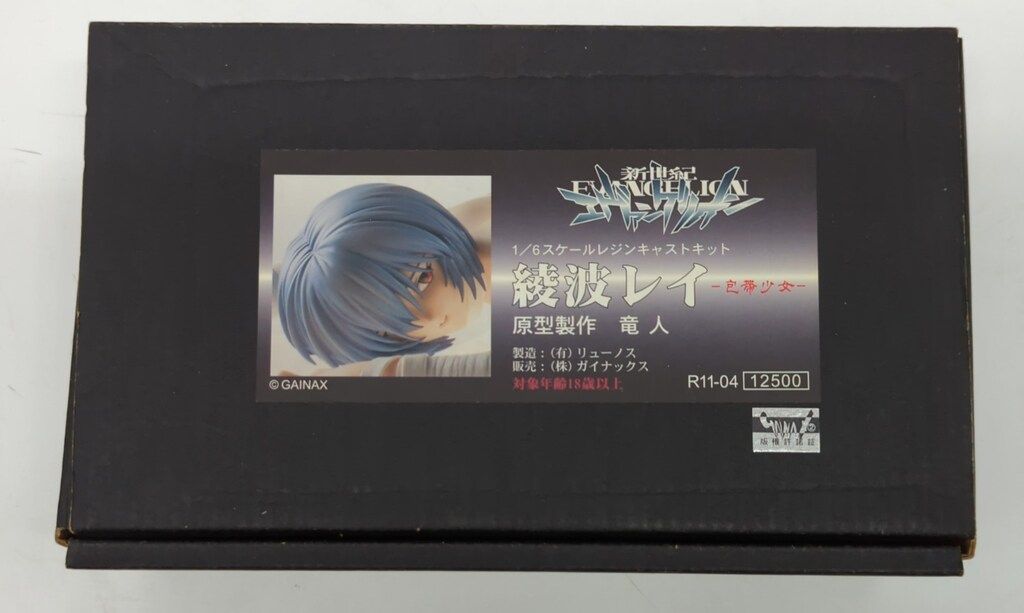 新世紀
EVANGELION
エヴァンゲリオン
1/6スケールレジンキャストキット
綾波レイ -包帯少女-
原型製作 竜人
製造：(有)リューノス
販売：(株)ガイナックス
対象年齢18歳以上
©GAINAX
R11-04 12500
版権許諾証